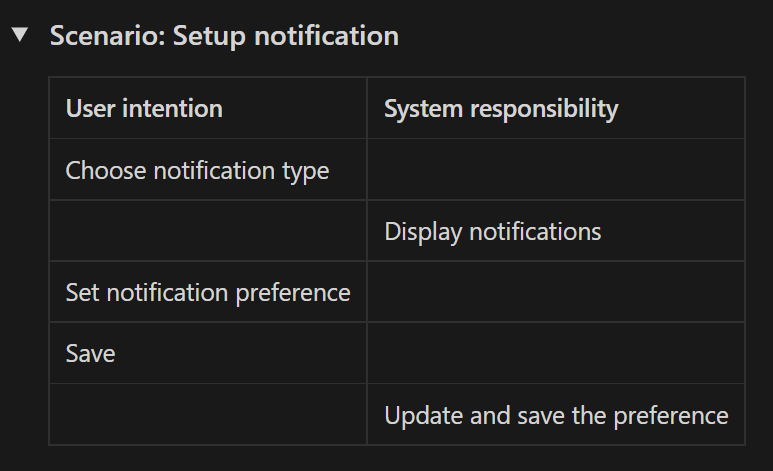 Scenario: Setup notification
User intention System responsibility
Choose notification type
Display notifications
Set notification preference
Save
Update and save the preference